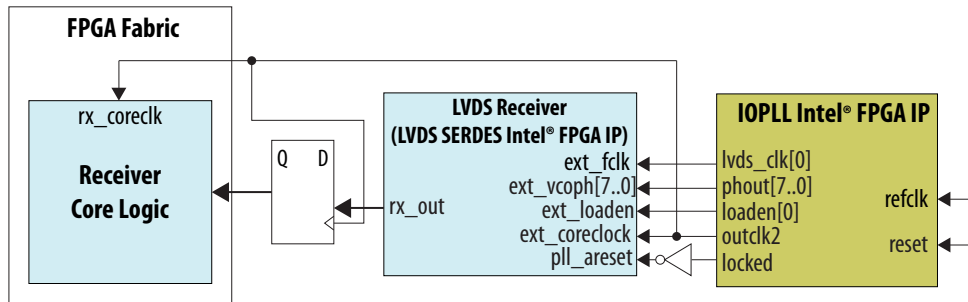 FPGA Fabric
rx_coreclk
Receiver
Core Logic
Q D
LVDS Receiver
(LVDS SERDES Intel® FPGA IP)
ext_fclk
ext_vcoph[7..0]
ext_loaden
rx_out
ext_coreclock
pll_areset
IOPLL Intel® FPGA IP
lvds_clk[0]
phout[7..0]
loaden[0]
outclk2
locked
refclk
reset